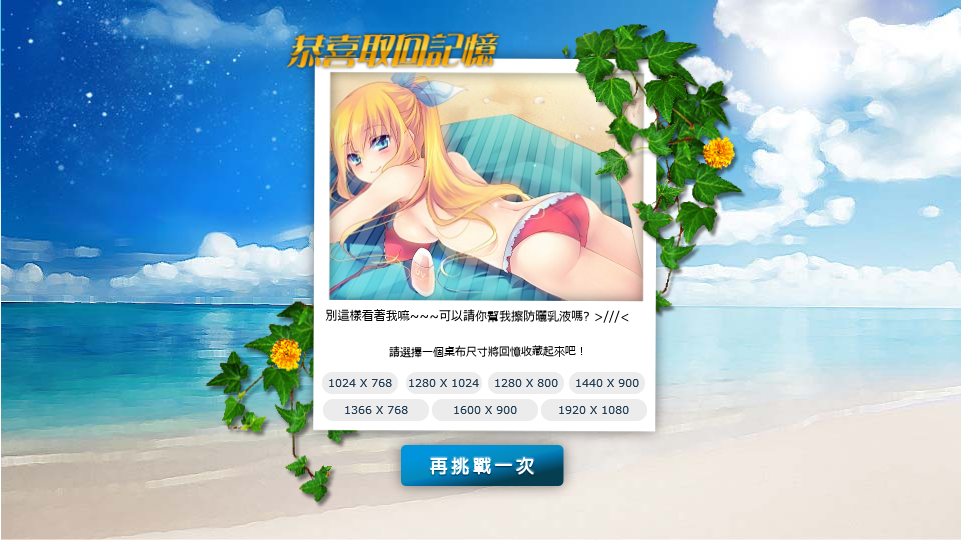 恭喜取回記憶
別這樣看著我嘛~~~可以請你幫我擦防曬乳液嗎? >///<
請選擇一個桌布尺寸將回憶收藏起來吧！
1024 X 768 1280 X 1024 1280 X 800 1440 X 900
1366 X 768 1600 X 900 1920 X 1080
再挑戰一次